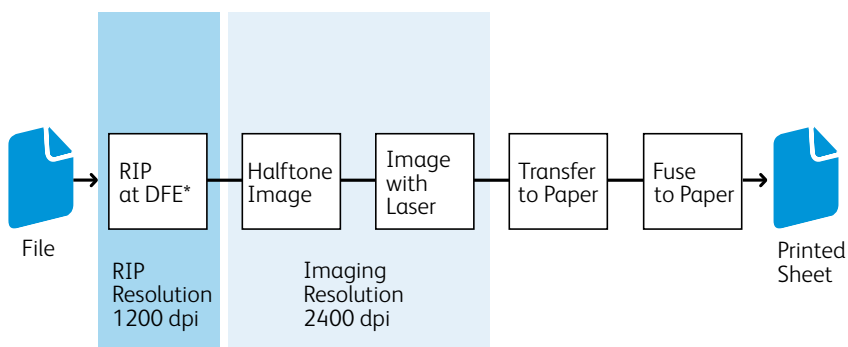 File
RIP
at DFE*
Halftone
Image
Image
with
Laser
Transfer
to Paper
Fuse
to Paper
Printed
Sheet
RIP
Resolution
1200 dpi
Imaging
Resolution
2400 dpi